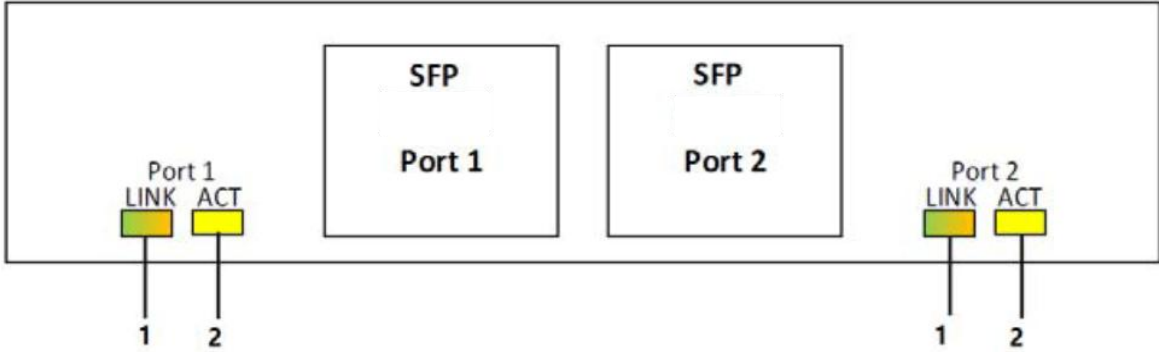 SFP
Port 1
SFP
Port 2
Port 1
LINK ACT
Port 2
LINK ACT
1 2
1 2